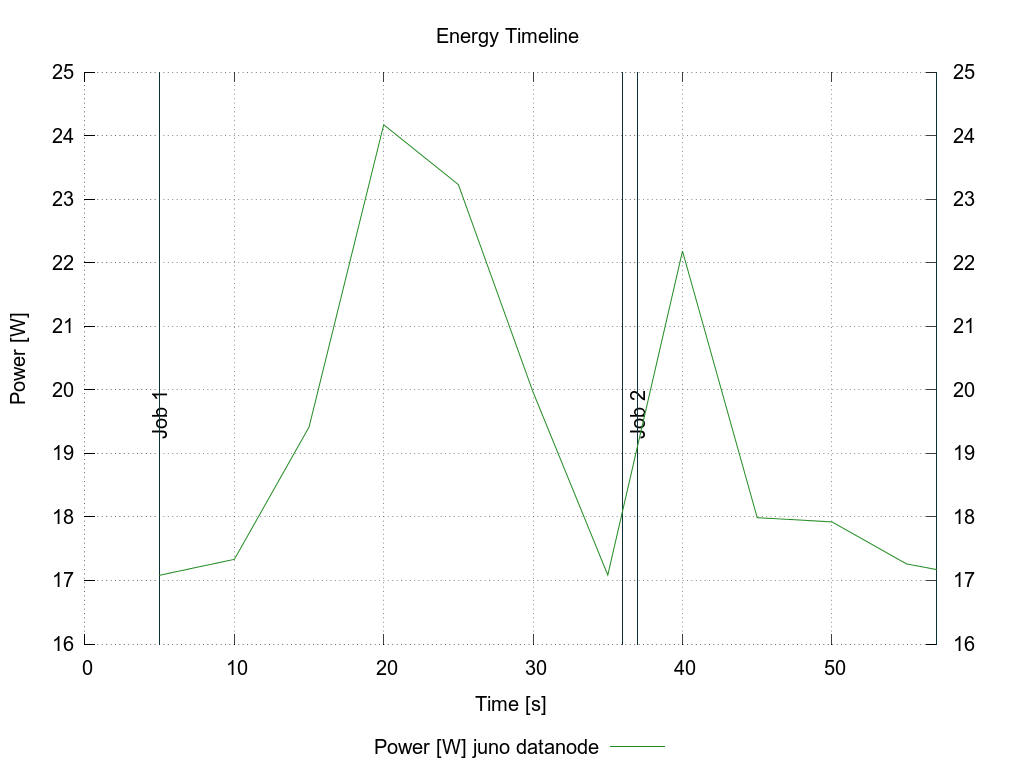 Energy Timeline
25 25
24 24
23 23
22 22
21 21
20 20
19 19
18 18
17 17
16 16
Power [W]
Job 1
Job 2
0 10 20 30 40 50
Time [s]
Power [W] juno datanode